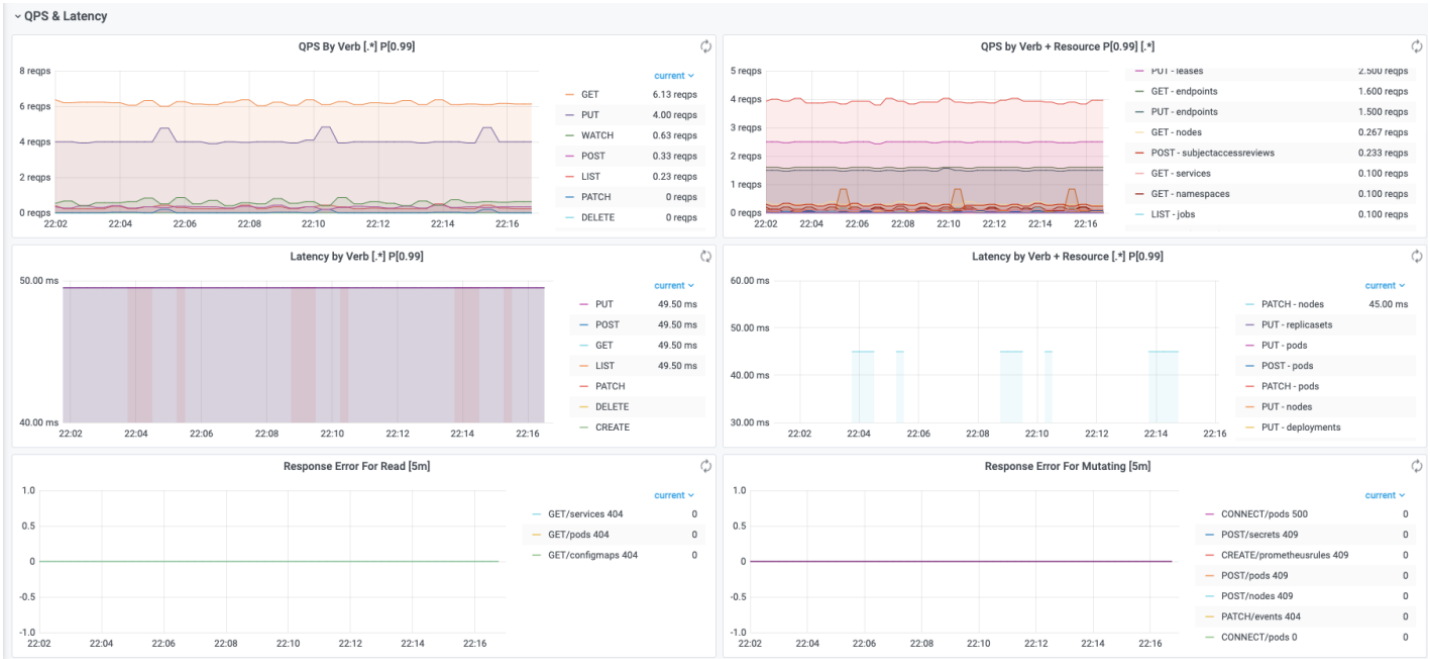 QPS & Latency
QPS By Verb [.*] P[0.99]
8 reqps
6 reqps
4 reqps
2 reqps
0 reqps
22:02 22:04 22:06 22:08 22:10 22:12 22:14 22:16
current
GET 6.13 reqps
PUT 4.00 reqps
WATCH 0.63 reqps
POST 0.33 reqps
LIST 0.23 reqps
PATCH 0 reqps
DELETE 0 reqps
QPS by Verb + Resource P[0.99] [.*]
5 reqps
4 reqps
3 reqps
2 reqps
1 reqps
0 reqps
22:02 22:04 22:06 22:08 22:10 22:12 22:14 22:16
PUT - leases 2.500 reqps
GET - endpoints 1.600 reqps
PUT - endpoints 1.500 reqps
GET - nodes 0.267 reqps
POST - subjectaccessreviews 0.233 reqps
GET - services 0.100 reqps
GET - namespaces 0.100 reqps
LIST - jobs 0.100 reqps
Latency by Verb [.*] P[0.99]
50.00 ms
40.00 ms
22:02 22:04 22:06 22:08 22:10 22:12 22:14 22:16
current
PUT 49.50 ms
POST 49.50 ms
GET 49.50 ms
LIST 49.50 ms
PATCH
DELETE
CREATE
Latency by Verb + Resource [.*] P[0.99]
60.00 ms
50.00 ms
40.00 ms
30.00 ms
22:02 22:04 22:06 22:08 22:10 22:12 22:14 22:16
current
PATCH - nodes 45.00 ms
PUT - replicasets
PUT - pods
POST - pods
PATCH - pods
PUT - nodes
PUT - deployments
Response Error For Read [5m]
1.0
0.5
0
-0.5
-1.0
22:02 22:04 22:06 22:08 22:10 22:12 22:14 22:16
current
GET/services 404 0
GET/pods 404 0
GET/configmaps 404 0
Response Error For Mutating [5m]
1.0
0.5
0
-0.5
-1.0
22:02 22:04 22:06 22:08 22:10 22:12 22:14 22:16
current
CONNECT/pods 500 0
POST/secrets 409 0
CREATE/prometheusrules 409 0
POST/pods 409 0
POST/nodes 409 0
PATCH/events 404 0
CONNECT/pods 0 0